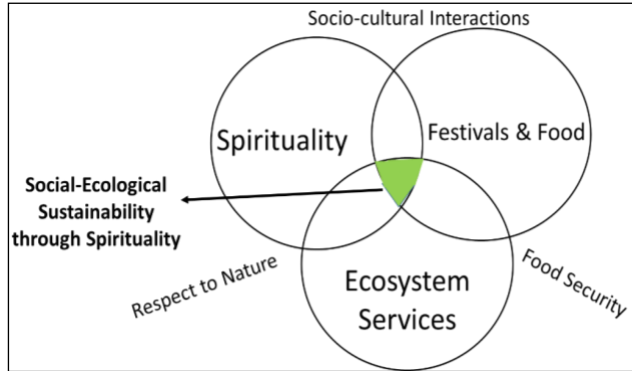 Socio-cultural Interactions
Spirituality
Festivals & Food
Social-Ecological
Sustainability
through Spirituality
Respect to Nature
Ecosystem
Services
Food Security